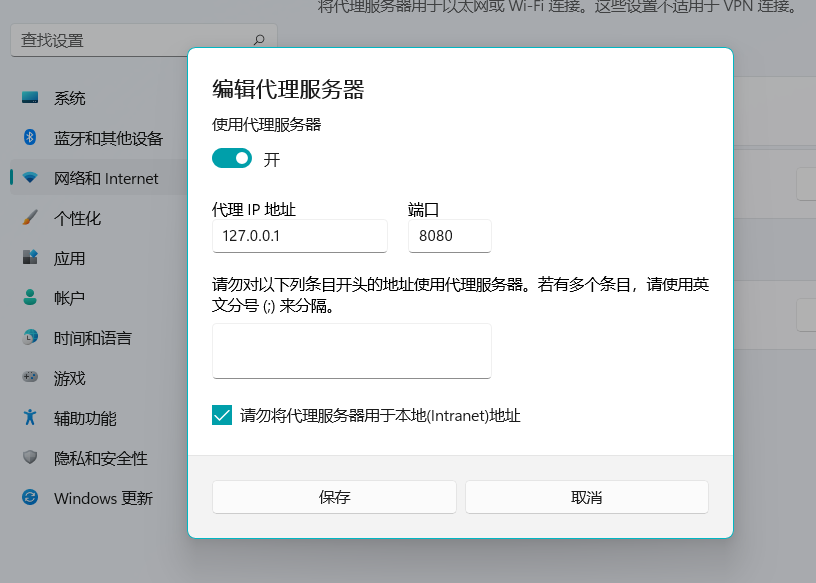 将代理服务器用于以太网或 Wi-Fi 连接。这些设置不适用于 VPN 连接。
查找设置
系统
蓝牙和其他设备
网络和 Internet
个性化
应用
帐户
时间和语言
游戏
辅助功能
隐私和安全性
Windows 更新
编辑代理服务器
使用代理服务器
开
代理 IP 地址
端口
127.0.0.1
8080
请勿对以下列条目开头的地址使用代理服务器。若有多个条目，请使用英
文分号 (;) 来分隔。
请勿将代理服务器用于本地(Intranet)地址
保存
取消